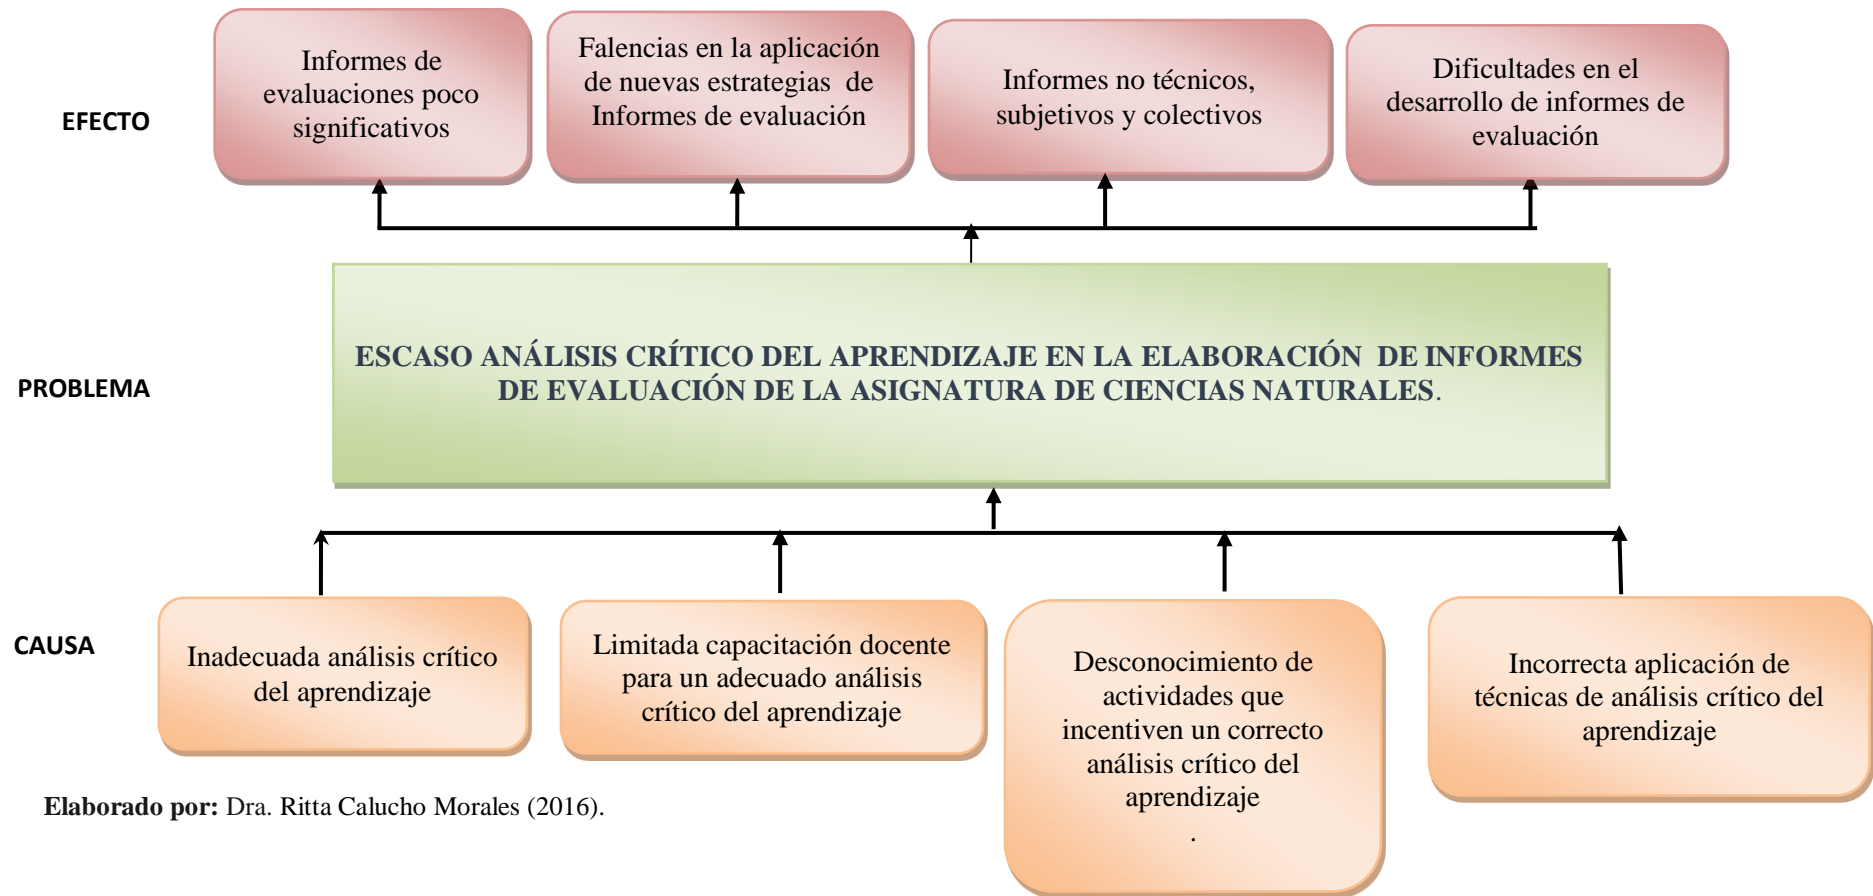 Informes de
evaluaciones poco
significativos
Falencias en la aplicación
de nuevas estrategias  de
Informes de evaluación
Informes no técnicos,
subjetivos y colectivos
Dificultades en el
desarrollo de informes de
evaluación
EFECTO
PROBLEMA
ESCASO ANÁLISIS CRÍTICO DEL APRENDIZAJE EN LA ELABORACIÓN  DE INFORMES
DE EVALUACIÓN DE LA ASIGNATURA DE CIENCIAS NATURALES.
CAUSA
Inadecuada análisis crítico
del aprendizaje
Limitada capacitación docente
para un adecuado análisis
crítico del aprendizaje
Desconocimiento de
actividades que
incentiven un correcto
análisis crítico del
aprendizaje
.
Incorrecta aplicación de
técnicas de análisis crítico del
aprendizaje
Elaborado por: Dra. Ritta Calucho Morales (2016).